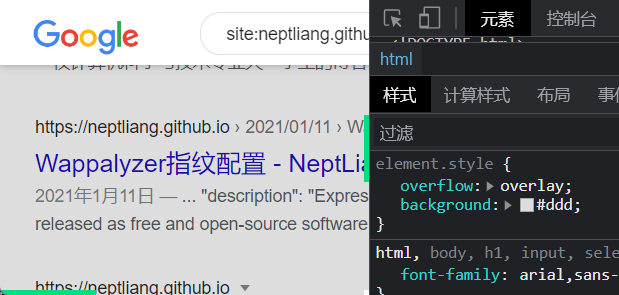 Google
site:neptliang.github
元素
控制台
<!DOCTYPE html>
html
样式
计算样式
布局
过滤
https://neptliang.github.io › 2021/01/11 ›
Wappalyzer指纹配置 - NeptLia
2021年1月11日 — ... "description": "Expres
released as free and open-source software
https://neptliang.github.io
element.style {
overflow: overlay;
background: #ddd;
}
html, body, h1, input, sele
font-family: arial,sans-
}